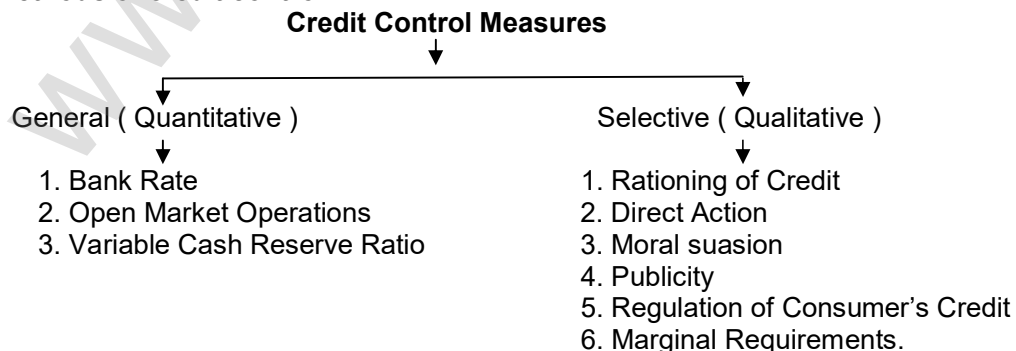 Credit Control Measures
General ( Quantitative )
1. Bank Rate
2. Open Market Operations
3. Variable Cash Reserve Ratio
Selective ( Qualitative )
1. Rationing of Credit
2. Direct Action
3. Moral suasion
4. Publicity
5. Regulation of Consumer's Credit
6. Marginal Requirements.